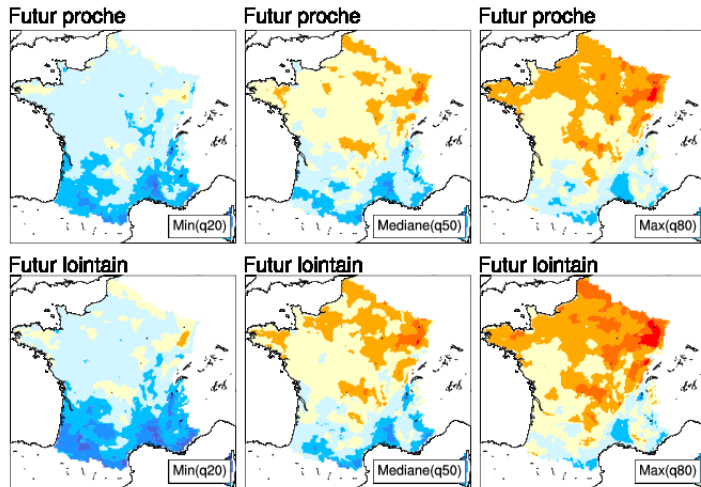 Futur proche
Futur proche
Futur proche
Min(q20)
Mediane(q50)
Max(q80)
Futur lointain
Futur lointain
Futur lointain
Min(q20)
Mediane(q50)
Max(q80)